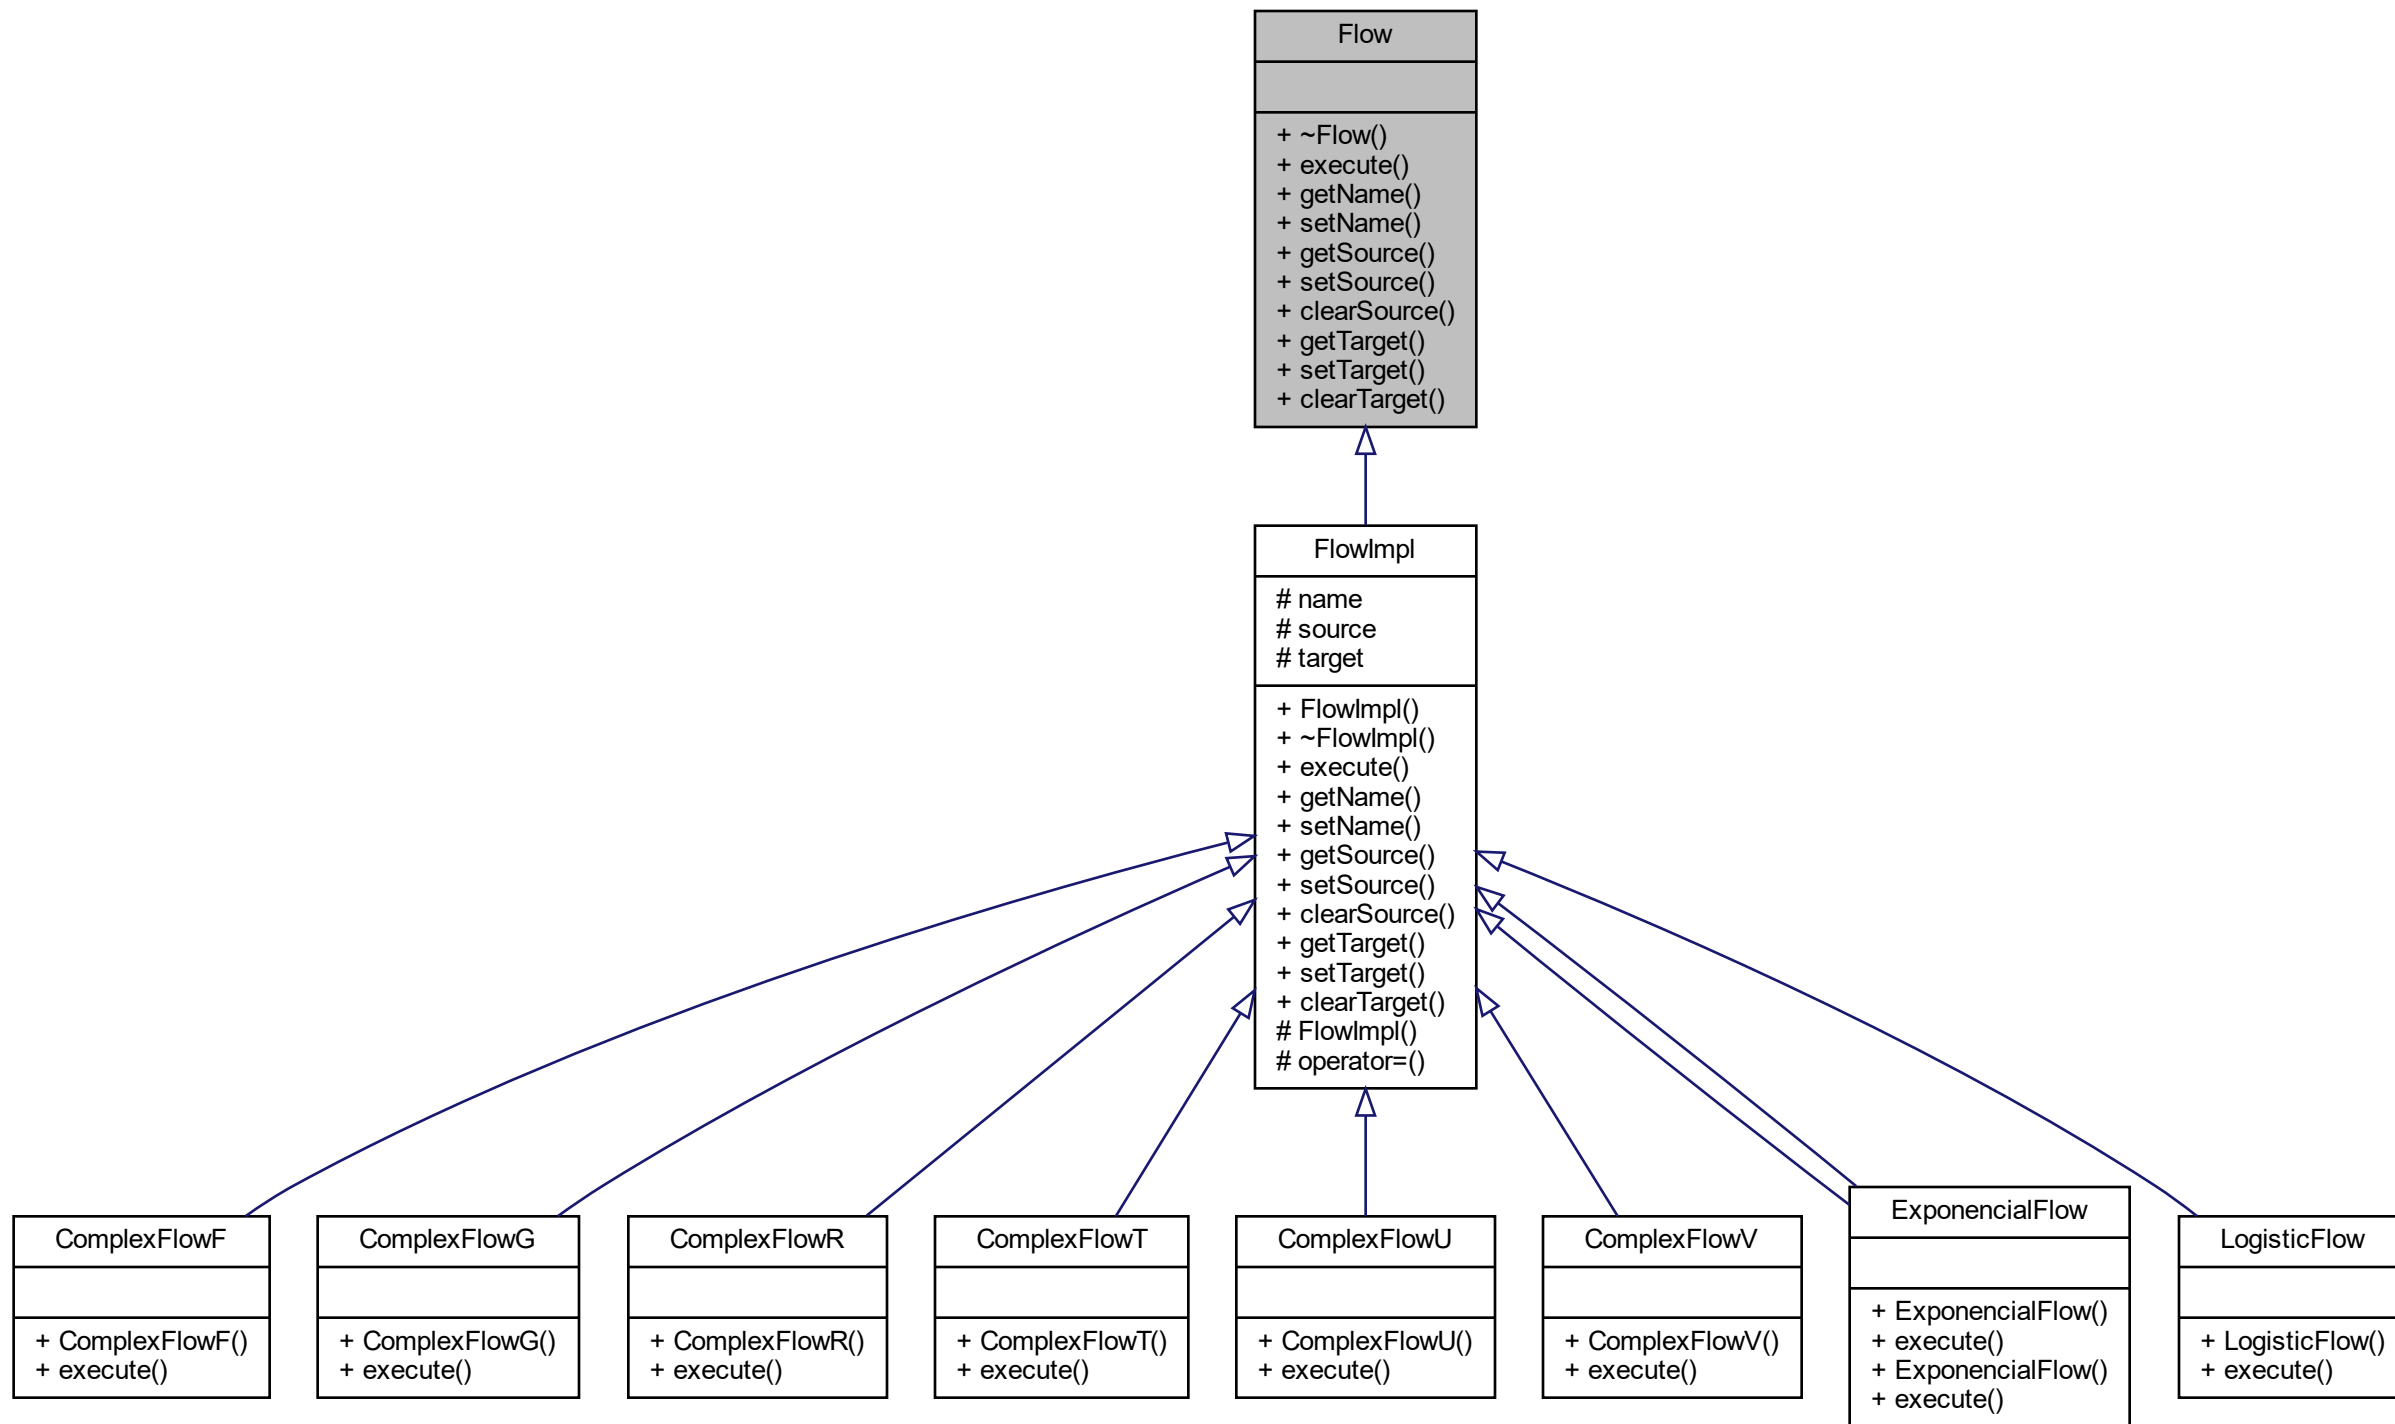 Flow
+ ~Flow()
+ execute()
+ getName()
+ setName()
+ getSource()
+ setSource()
+ clearSource()
+ getTarget()
+ setTarget()
+ clearTarget()
FlowImpl
# name
# source
# target
+ FlowImpl()
+ ~FlowImpl()
+ execute()
+ getName()
+ setName()
+ getSource()
+ setSource()
+ clearSource()
+ getTarget()
+ setTarget()
+ clearTarget()
# FlowImpl()
# operator=()
ComplexFlowF
+ ComplexFlowF()
+ execute()
ComplexFlowG
+ ComplexFlowG()
+ execute()
ComplexFlowR
+ ComplexFlowR()
+ execute()
ComplexFlowT
+ ComplexFlowT()
+ execute()
ComplexFlowU
+ ComplexFlowU()
+ execute()
ComplexFlowV
+ ComplexFlowV()
+ execute()
ExponencialFlow
+ ExponencialFlow()
+ execute()
+ ExponencialFlow()
+ execute()
LogisticFlow
+ LogisticFlow()
+ execute()